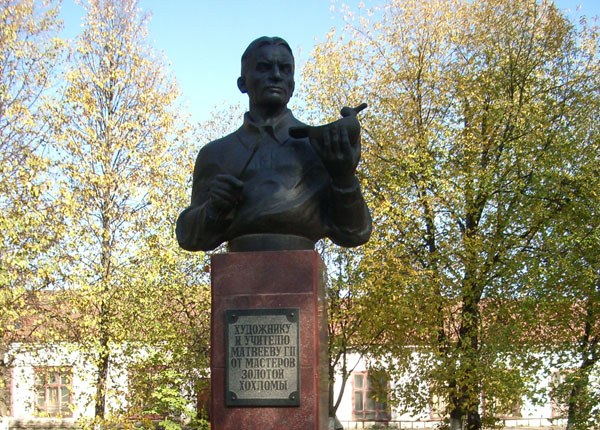 ХУДОЖНИКУ
И УЧИТЕЛЮ
МАТВЕЕВУ Г.П.
ОТ МАСТЕРОВ
ЗОЛОТОЙ
ХОХЛОМЫ